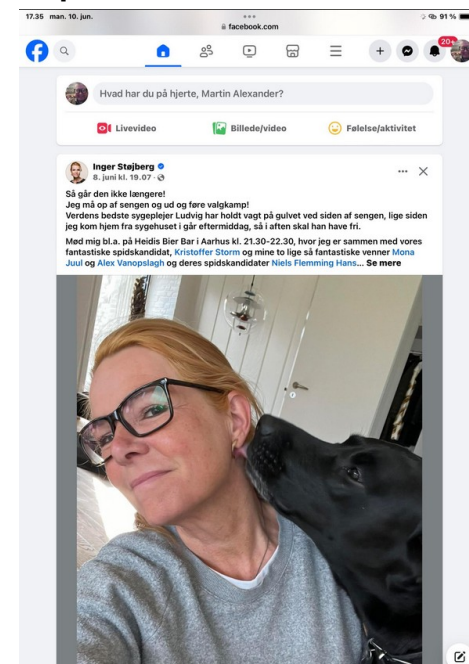 17.35 man. 10. jun.
91 %
facebook.com
20+
Hvad har du på hjerte, Martin Alexander?
Livevideo
Billede/video
Følelse/aktivitet
Inger Støjberg
8. juni kl. 19.07 ·
Så går den ikke længere!
Jeg må op af sengen og ud og føre valgkamp!
Verdens bedste sygeplejer Ludvig har holdt vagt på gulvet ved siden af sengen, lige siden
jeg kom hjem fra sygehuset i går eftermiddag, så i aften skal han have fri.
Mød mig bl.a. på Heidis Bier Bar i Aarhus kl. 21.30-22.30, hvor jeg er sammen med vores
fantastiske spidskandidat, Kristoffer Storm og mine to lige så fantastiske venner Mona
Juul og Alex Vanopslagh og deres spidskandidater Niels Flemming Hans... Se mere